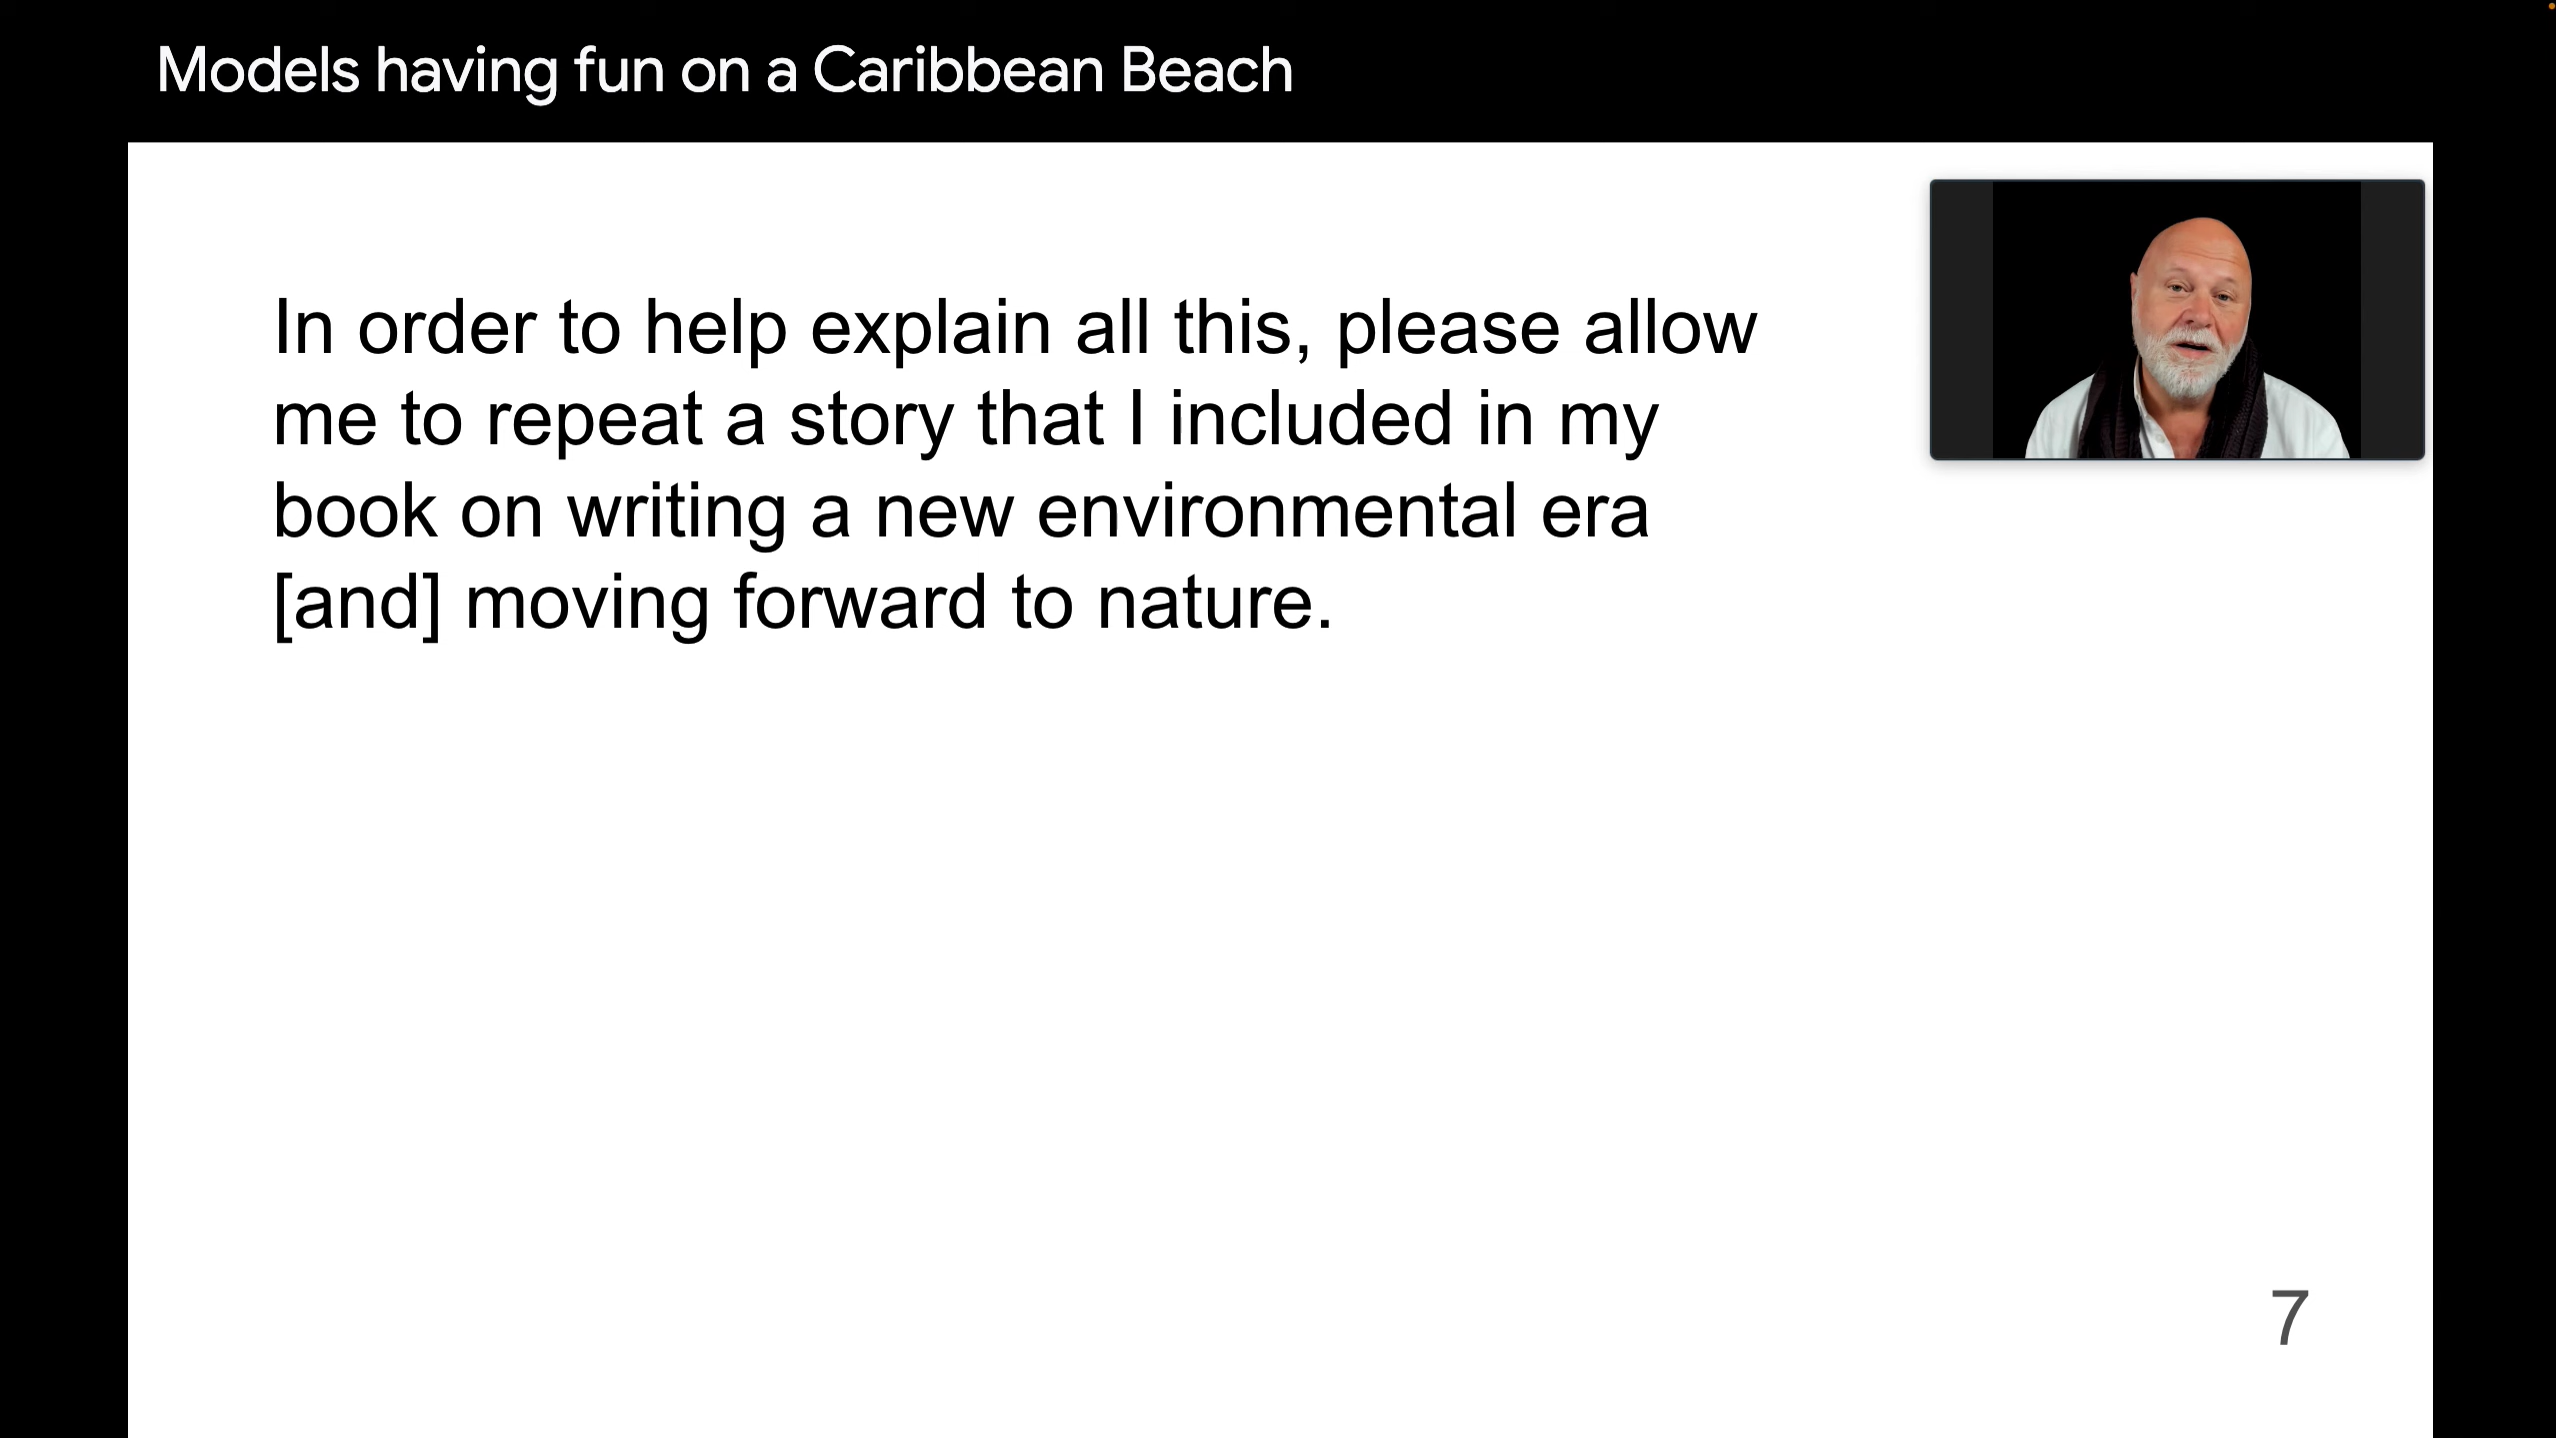 Models having fun on a Caribbean Beach
In order to help explain all this, please allow
me to repeat a story that I included in my
book on writing a new environmental era
[and] moving forward to nature.
7